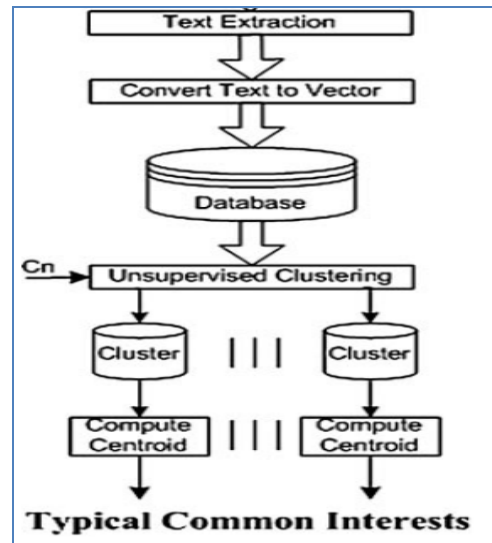 Text Extraction
Convert Text to Vector
Database
Cn
Unsupervised Clustering
Cluster
Cluster
Compute
Centroid
Compute
Centroid
Typical Common Interests